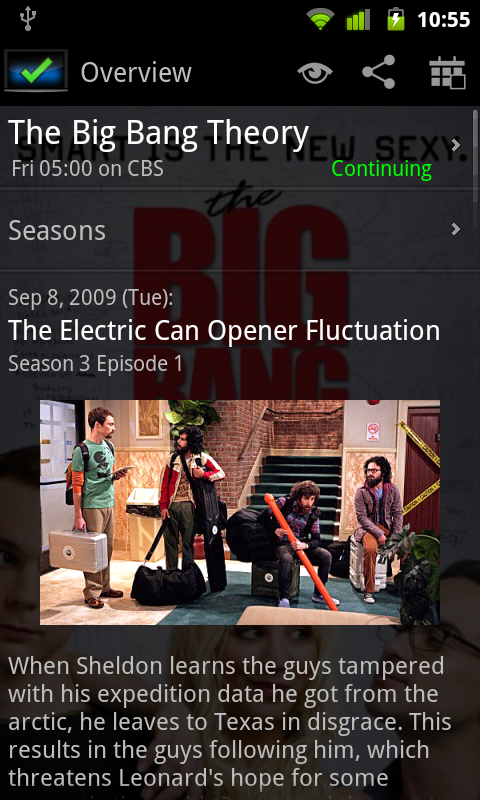 10:55
Overview
SMART IS THE NEW SEXY.
The Big Bang Theory
Fri 05:00 on CBS
Continuing
the
BIG
BANG
Seasons
Sep 8, 2009 (Tue):
The Electric Can Opener Fluctuation
Season 3 Episode 1
When Sheldon learns the guys tampered
with his expedition data he got from the
arctic, he leaves to Texas in disgrace. This
results in the guys following him, which
threatens Leonard's hope for some